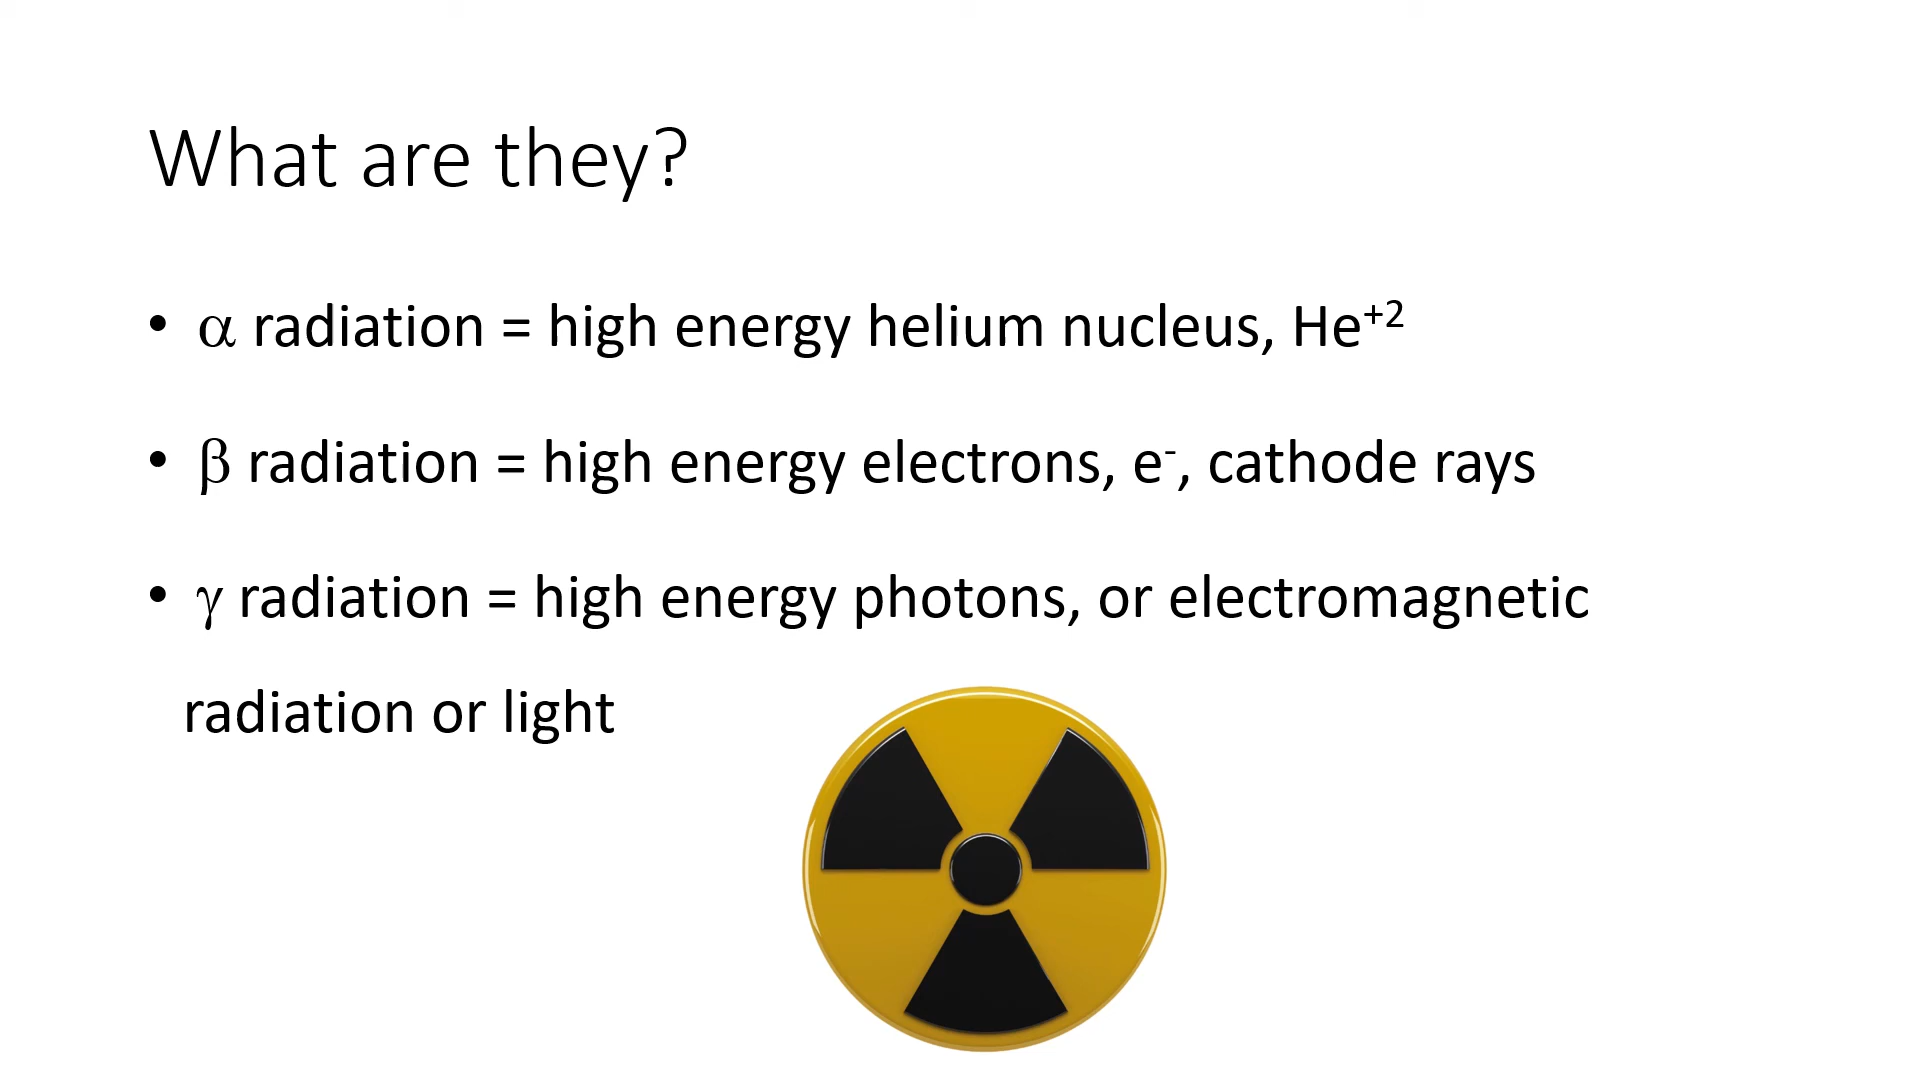 What are they?
• α radiation = high energy helium nucleus, He⁺²
• β radiation = high energy electrons, e⁻, cathode rays
• γ radiation = high energy photons, or electromagnetic
radiation or light